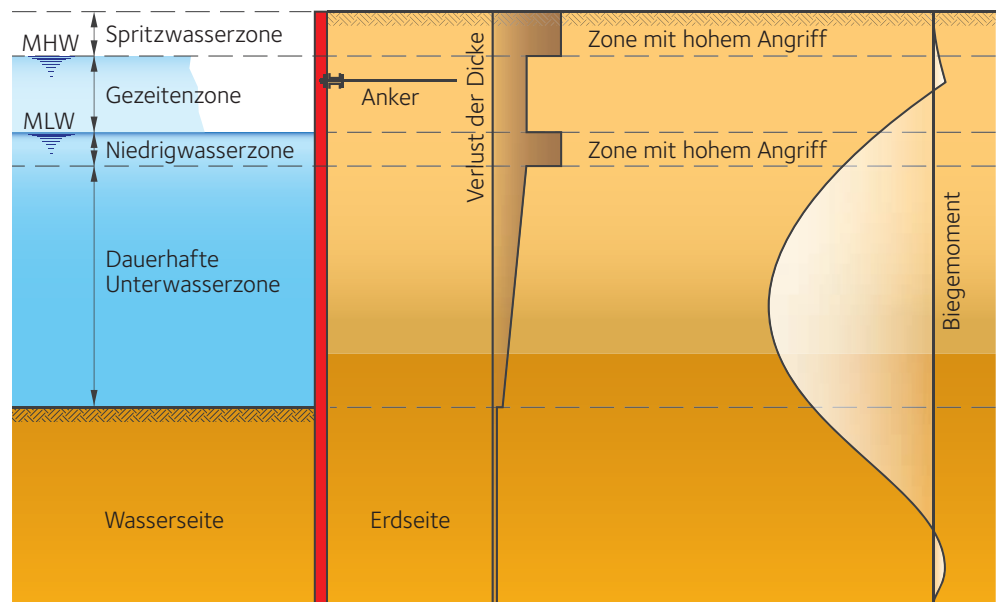 Spritzwasserzone
MHW
Gezeitenzone
MLW
Niedrigwasserzone
Dauerhafte
Unterwasserzone
Wasserseite
Anker
Erdseite
Verlust der Dicke
Zone mit hohem Angriff
Zone mit hohem Angriff
Biegemoment